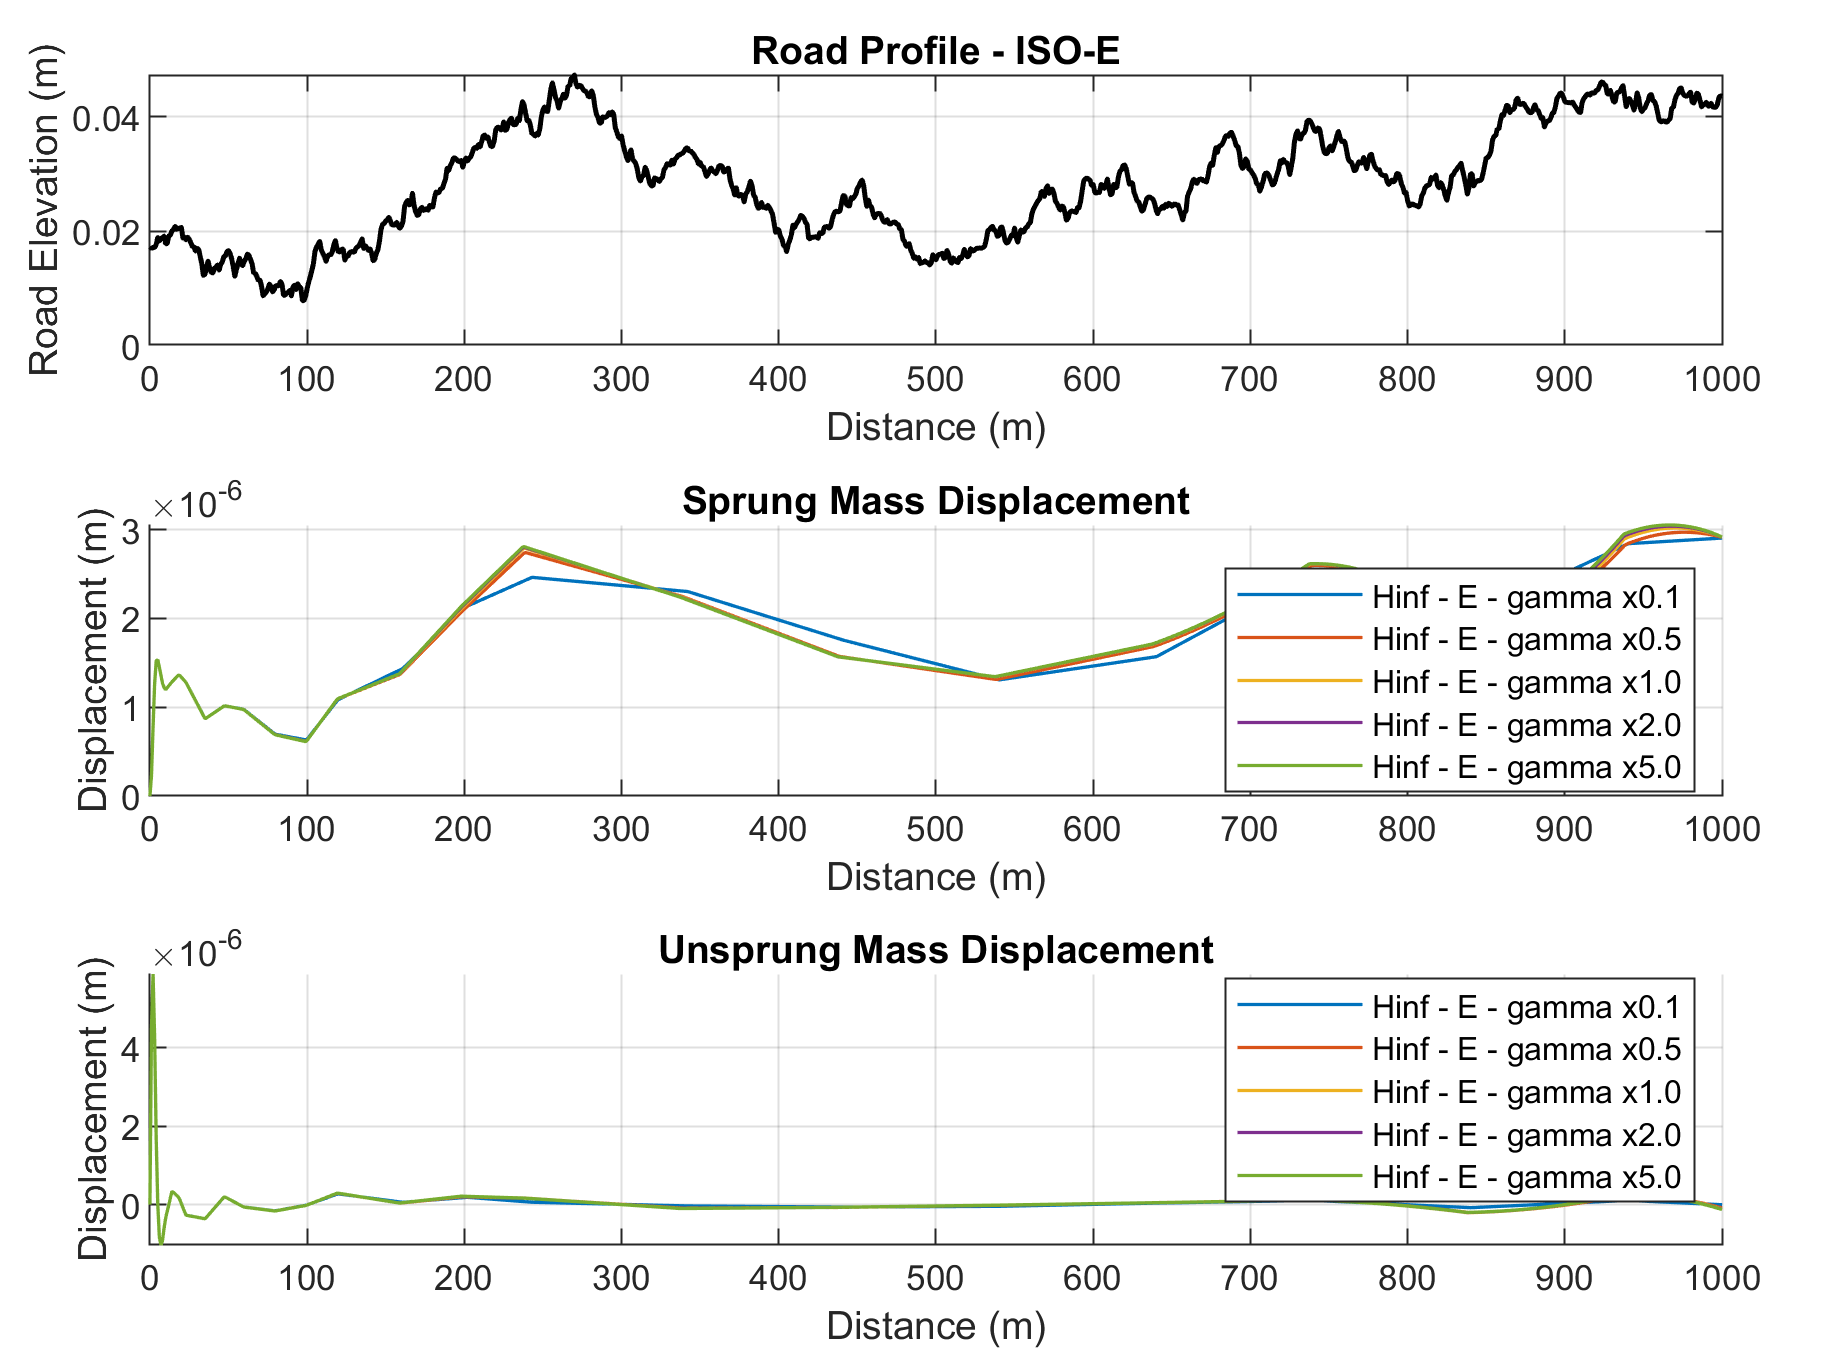 Road Profile - ISO-E
Road Elevation (m)
0.04
0.02
0
0 100 200 300 400 500 600 700 800 900 1000
Distance (m)
×10⁻⁶
Sprung Mass Displacement
Displacement (m)
3
2
1
0
Hinf - E - gamma x0.1
Hinf - E - gamma x0.5
Hinf - E - gamma x1.0
Hinf - E - gamma x2.0
Hinf - E - gamma x5.0
0 100 200 300 400 500 600 700 800 900 1000
Distance (m)
×10⁻⁶
Unsprung Mass Displacement
Displacement (m)
4
2
0
Hinf - E - gamma x0.1
Hinf - E - gamma x0.5
Hinf - E - gamma x1.0
Hinf - E - gamma x2.0
Hinf - E - gamma x5.0
0 100 200 300 400 500 600 700 800 900 1000
Distance (m)